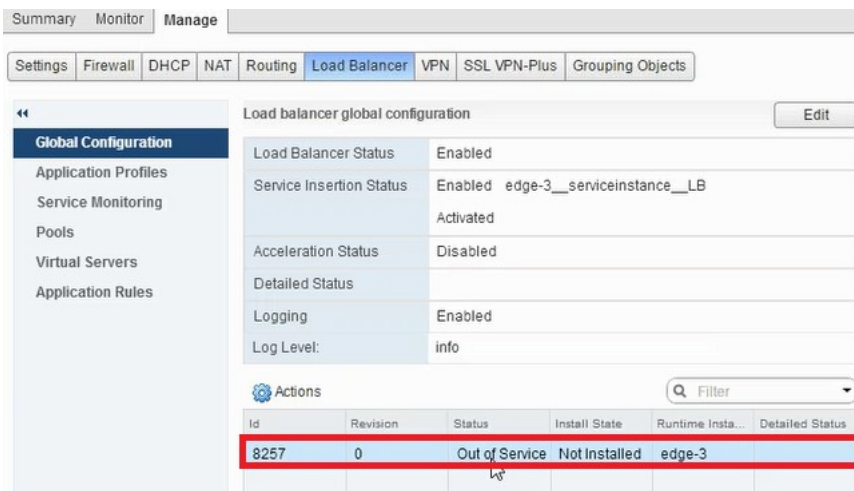 Summary Monitor Manage
Settings Firewall DHCP NAT Routing Load Balancer VPN SSL VPN-Plus Grouping Objects
Global Configuration
Application Profiles
Service Monitoring
Pools
Virtual Servers
Application Rules
Load balancer global configuration Edit
Load Balancer Status Enabled
Service Insertion Status Enabled edge-3__serviceinstance__LB
Activated
Acceleration Status Disabled
Detailed Status
Logging Enabled
Log Level: info
Actions Filter
Id Revision Status Install State Runtime Insta... Detailed Status
8257 0 Out of Service Not Installed edge-3